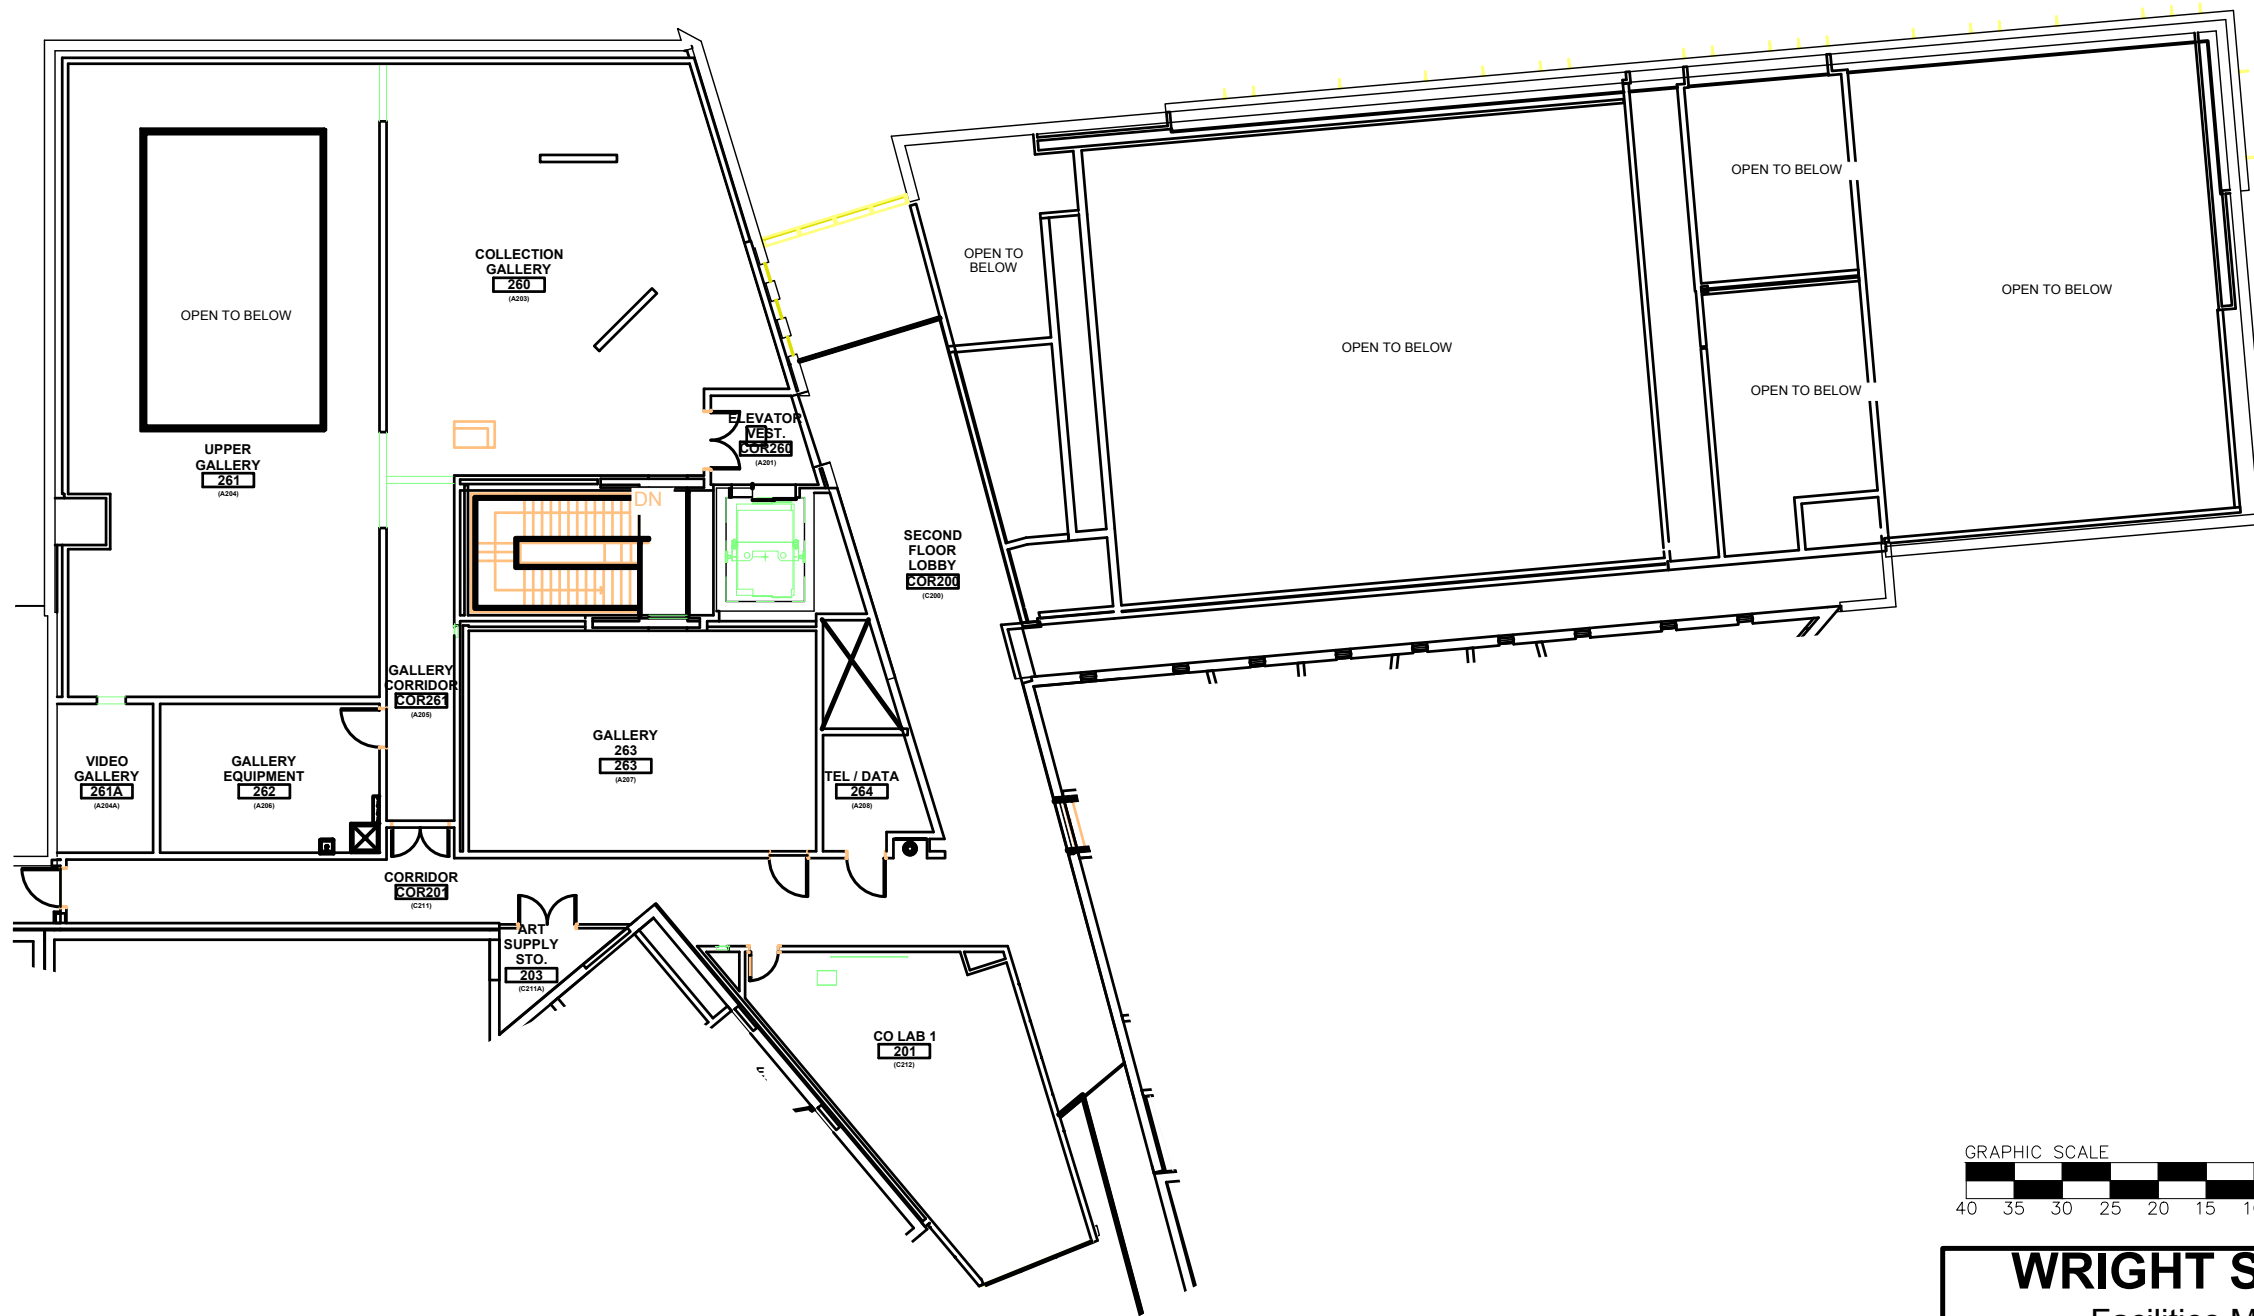 OPEN TO BELOW
UPPER
GALLERY
261
(A204)
COLLECTION
GALLERY
260
(A203)
ELEVATOR
VEST.
COR260
(A201)
DN
OPEN TO
BELOW
OPEN TO BELOW
OPEN TO BELOW
OPEN TO BELOW
OPEN TO BELOW
SECOND
FLOOR
LOBBY
COR200
(C200)
GALLERY
CORRIDOR
COR261
(A205)
VIDEO
GALLERY
261A
(A204A)
GALLERY
EQUIPMENT
262
(A206)
GALLERY
263
263
(A207)
TEL / DATA
264
(A208)
CORRIDOR
COR201
(C211)
ART
SUPPLY
STO.
203
(C211A)
CO LAB 1
201
(C212)
GRAPHIC SCALE
40 35 30 25 20 15
WRIGHT
Facilities